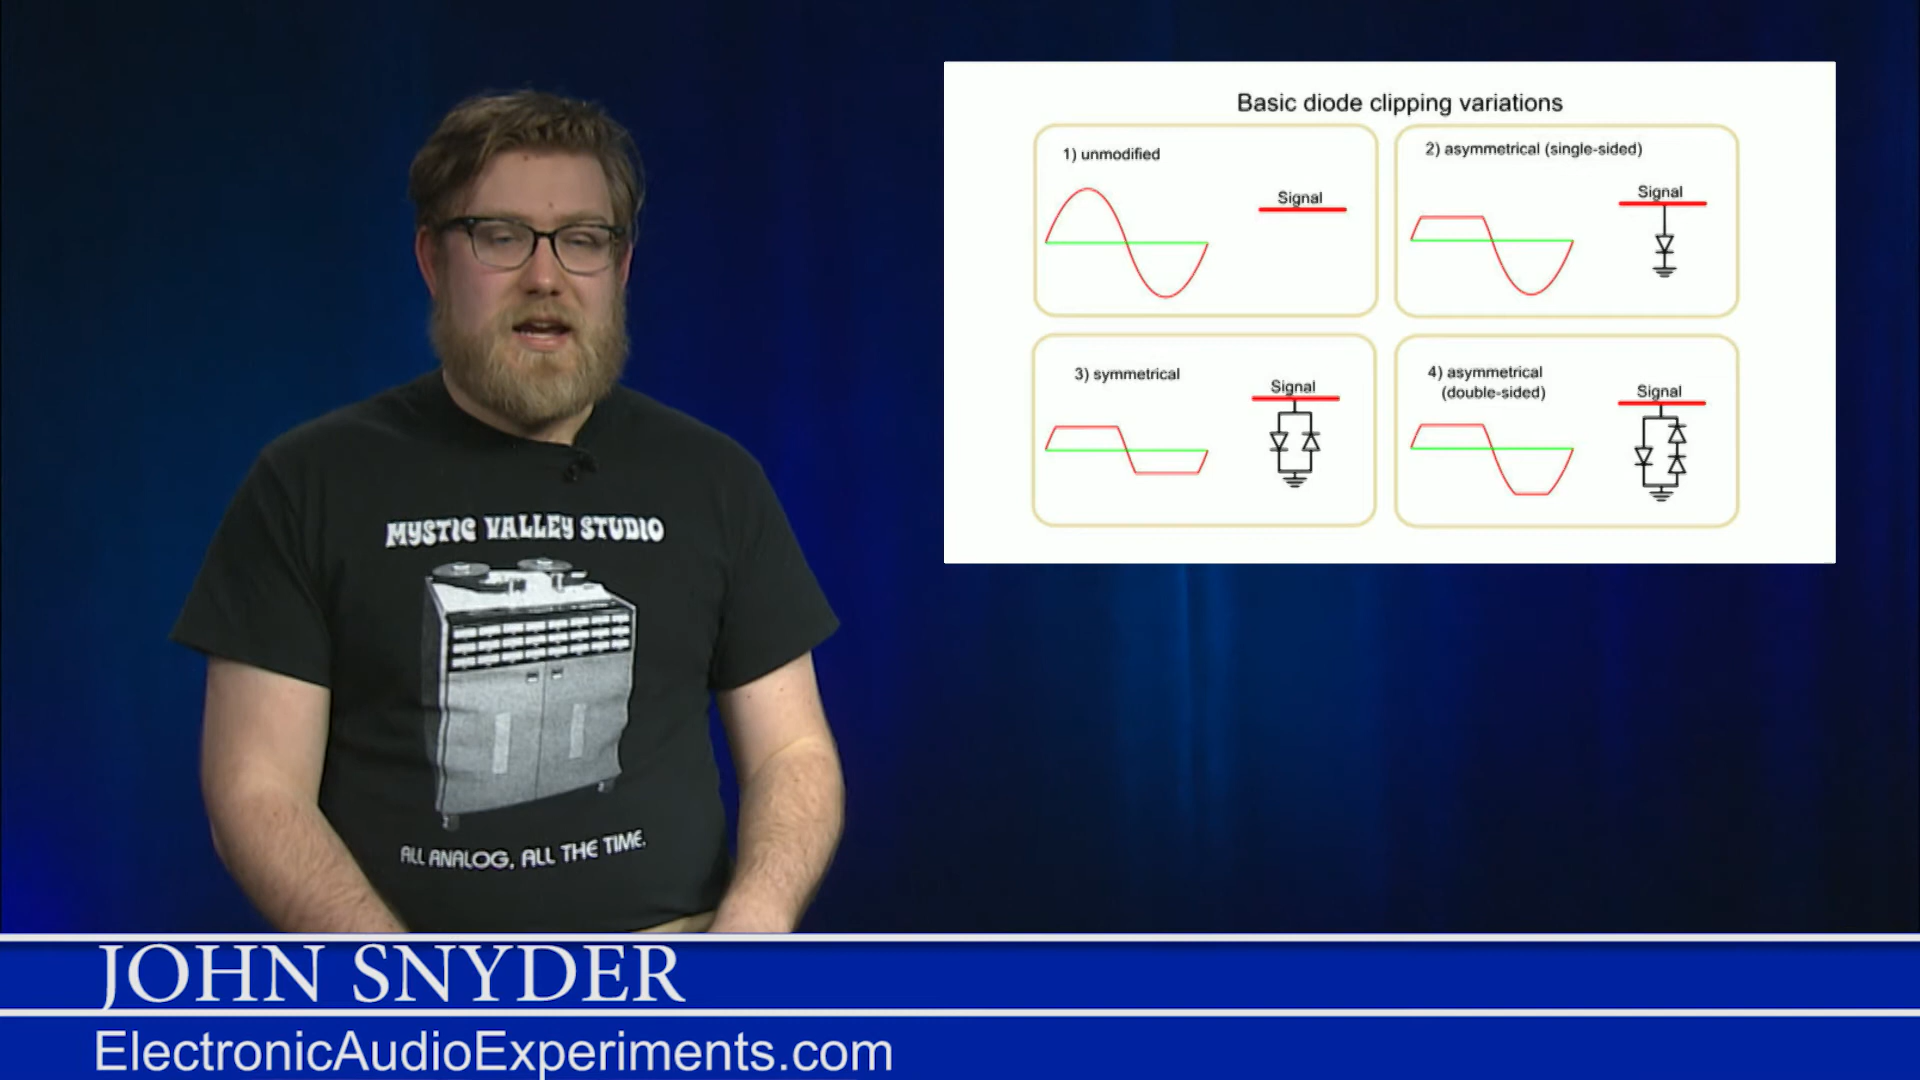 Basic diode clipping variations
1) unmodified
Signal
2) asymmetrical (single-sided)
Signal
3) symmetrical
Signal
4) asymmetrical
(double-sided)
Signal
MYSTIC VALLEY STUDIO
ALL ANALOG, ALL THE TIME.
JOHN SNYDER
ElectronicAudioExperiments.com